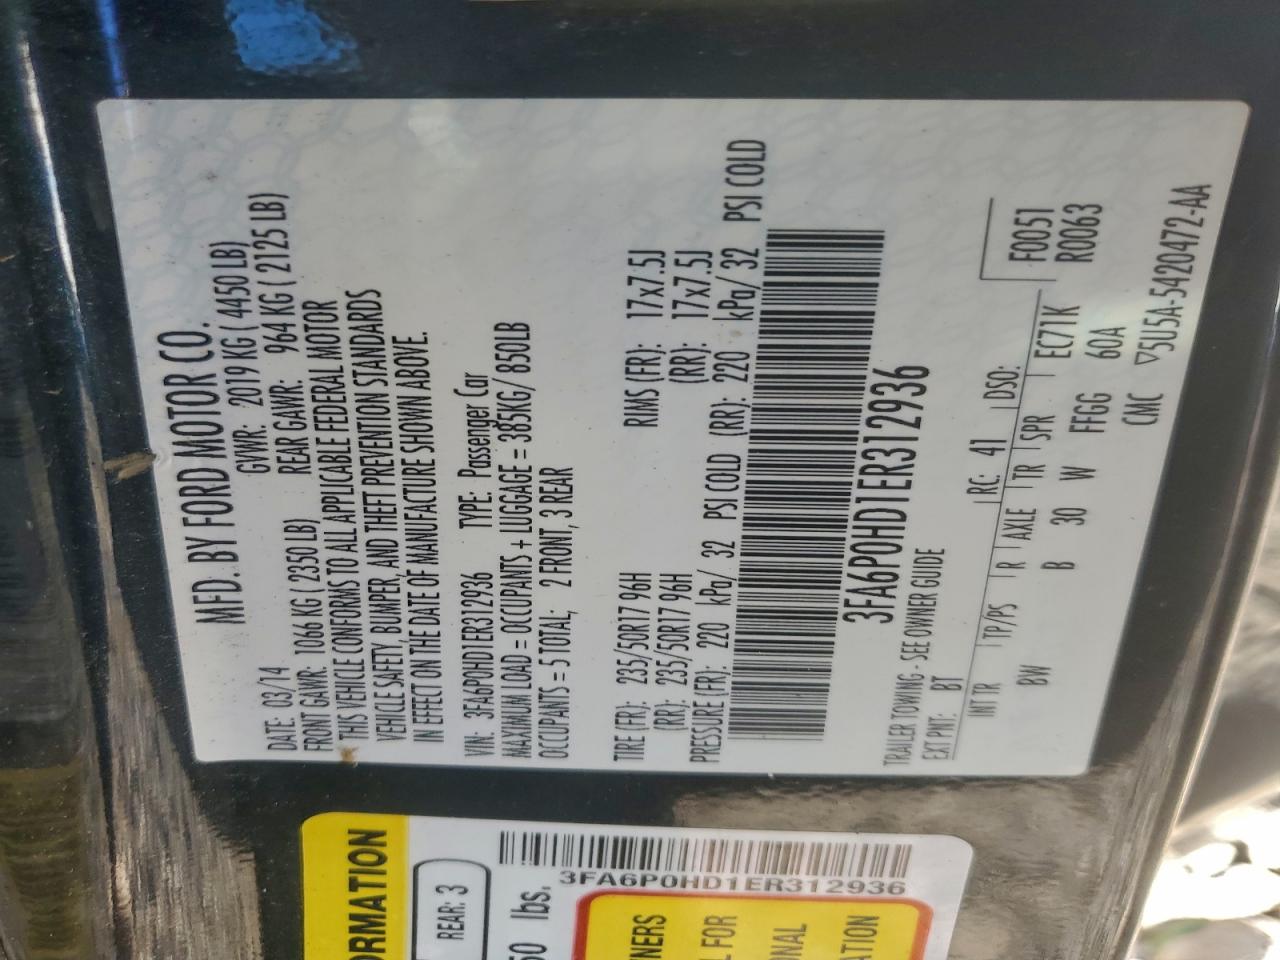 MFD. BY FORD MOTOR CO.
DATE: 03/14 GVWR: 2019 KG ( 4450 LB)
FRONT GAWR: 1066 KG ( 2350 LB) REAR GAWR: 964 KG ( 2125 LB)
THIS VEHICLE CONFORMS TO ALL APPLICABLE FEDERAL MOTOR
VEHICLE SAFETY, BUMPER, AND THEFT PREVENTION STANDARDS
IN EFFECT ON THE DATE OF MANUFACTURE SHOWN ABOVE.
VIN: 3FA6P0HD1ER312936 TYPE: Passenger Car
MAXIMUM LOAD = OCCUPANTS + LUGGAGE = 385KG/ 850LB
OCCUPANTS = 5 TOTAL; 2 FRONT, 3 REAR
TIRE (FR): 235/50R17 96H RIMS (FR): 17x7.5J
(RR): 235/50R17 96H (RR): 17x7.5J
PRESSURE (FR): 220 kPa/ 32 PSI COLD (RR): 220 kPa/ 32 PSI COLD
3FA6P0HD1ER312936
TRAILER TOWING - SEE OWNER GUIDE
EXT PNT: BT RC: 41 DSO:
INT TR TP/PS R AXLE TR SPR EC71K F0051
BW B 30 W FFGG 60A R0063
CMC ▽5U5A-5420472-AA
ORMATION
REAR: 3
50 lbs.
3FA6P0HD1ER312936
NERS
L FOR
ONAL
ATION